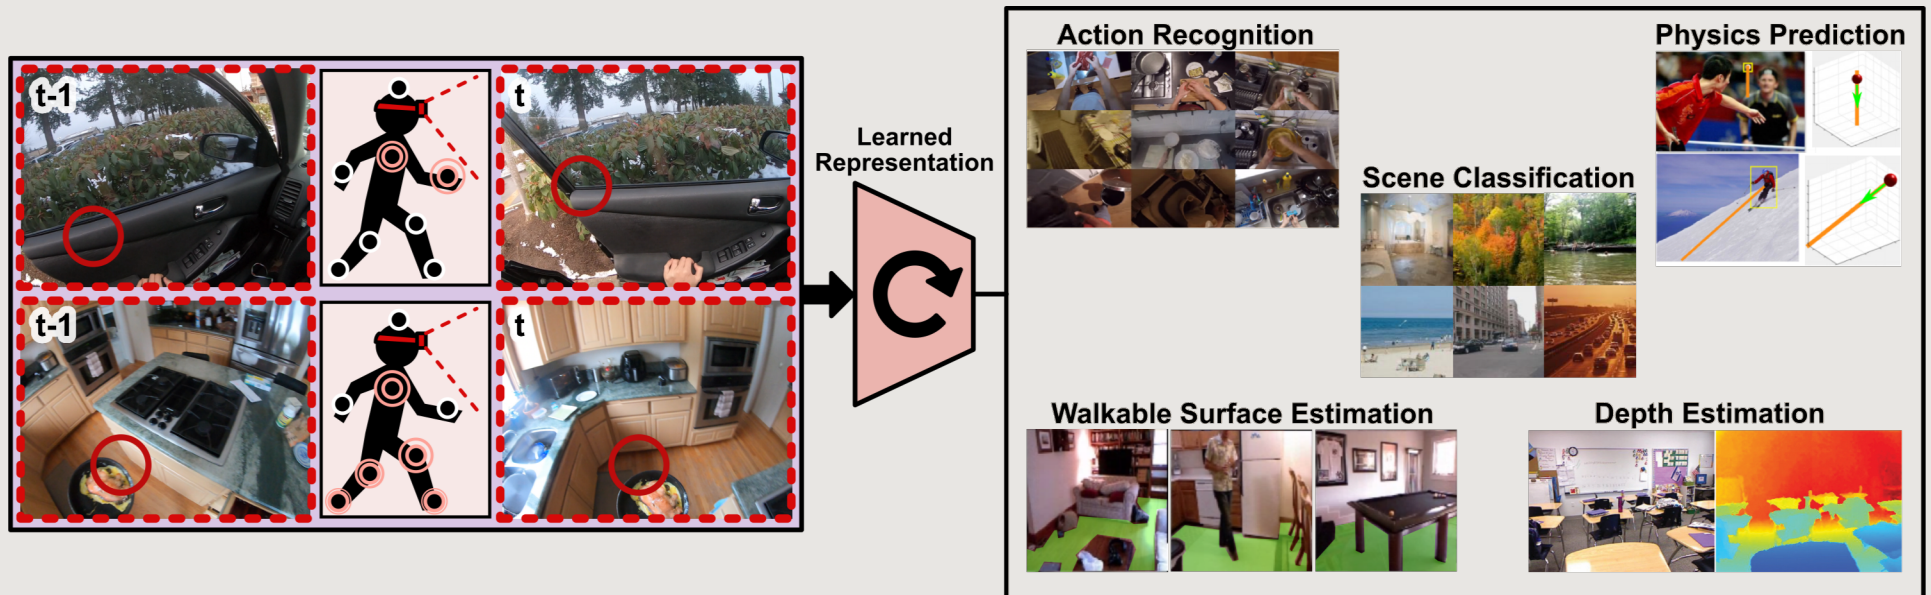 t-1
t
t-1
t
Learned
Representation
Action Recognition
Physics Prediction
Scene Classification
Walkable Surface Estimation
Depth Estimation